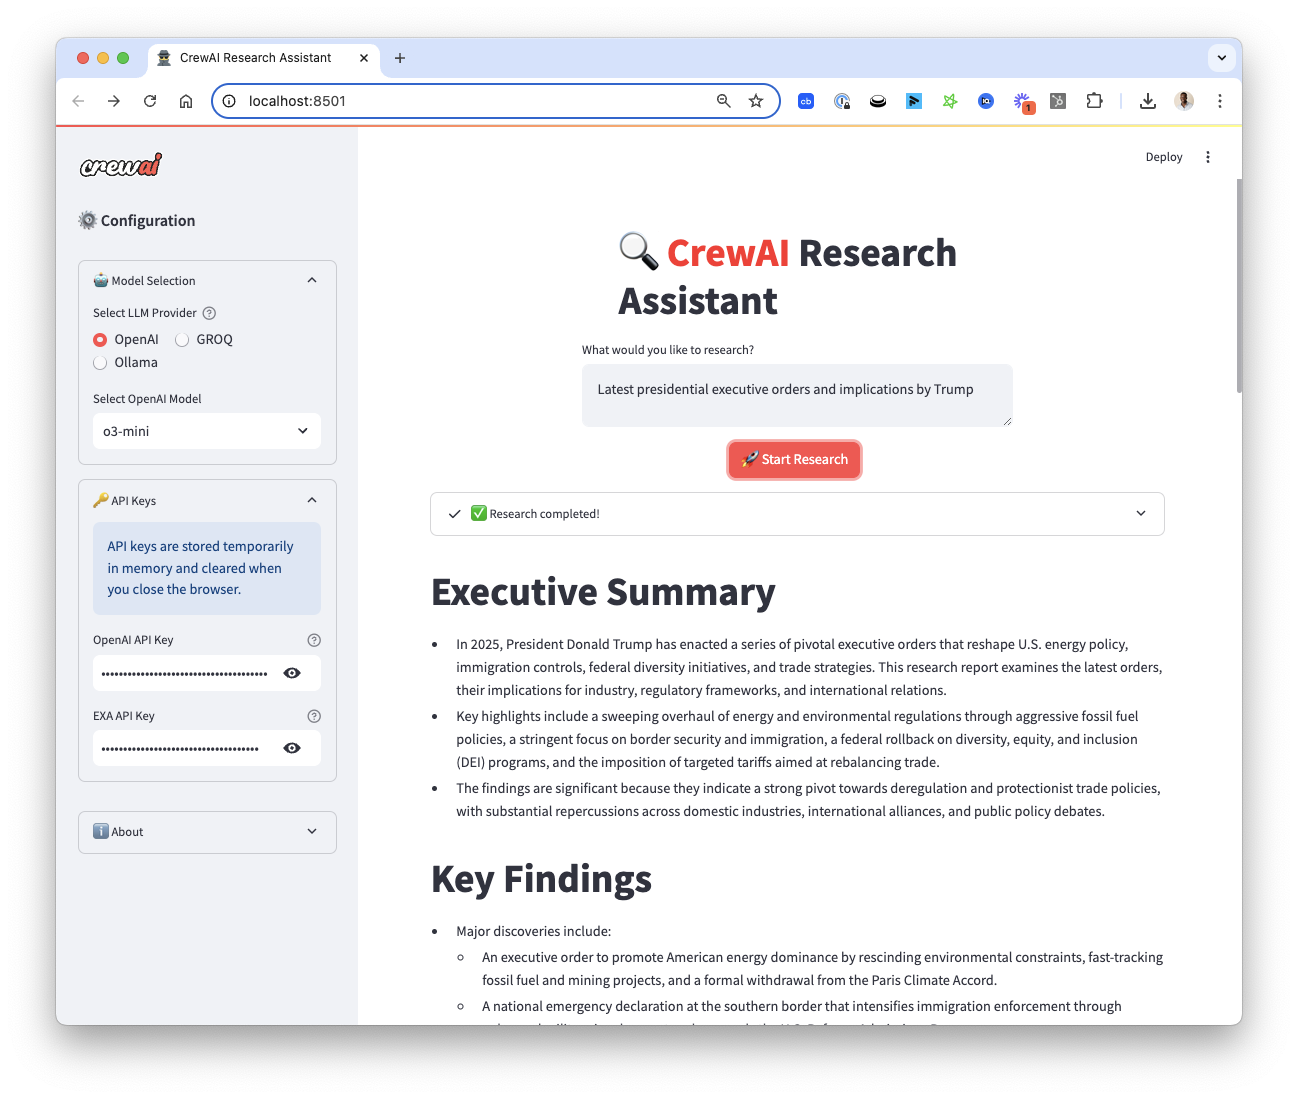 CrewAI Research Assistant
localhost:8501
cb
1
crewai
Configuration
Model Selection
Select LLM Provider
OpenAI
GROQ
Ollama
Select OpenAI Model
o3-mini
API Keys
API keys are stored temporarily
in memory and cleared when
you close the browser.
OpenAI API Key
EXA API Key
About
Deploy
CrewAI Research
Assistant
What would you like to research?
Latest presidential executive orders and implications by Trump
Start Research
Research completed!
Executive Summary
In 2025, President Donald Trump has enacted a series of pivotal executive orders that reshape U.S. energy policy,
immigration controls, federal diversity initiatives, and trade strategies. This research report examines the latest orders,
their implications for industry, regulatory frameworks, and international relations.
Key highlights include a sweeping overhaul of energy and environmental regulations through aggressive fossil fuel
policies, a stringent focus on border security and immigration, a federal rollback on diversity, equity, and inclusion
(DEI) programs, and the imposition of targeted tariffs aimed at rebalancing trade.
The findings are significant because they indicate a strong pivot towards deregulation and protectionist trade policies,
with substantial repercussions across domestic industries, international alliances, and public policy debates.
Key Findings
Major discoveries include:
An executive order to promote American energy dominance by rescinding environmental constraints, fast-tracking
fossil fuel and mining projects, and a formal withdrawal from the Paris Climate Accord.
A national emergency declaration at the southern border that intensifies immigration enforcement through